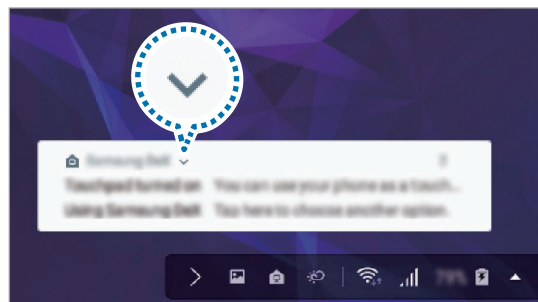 Samsung DeX 2
Touchpad turned on You can use your phone as a touch...
Using Samsung DeX Tap here to choose another option.
79%